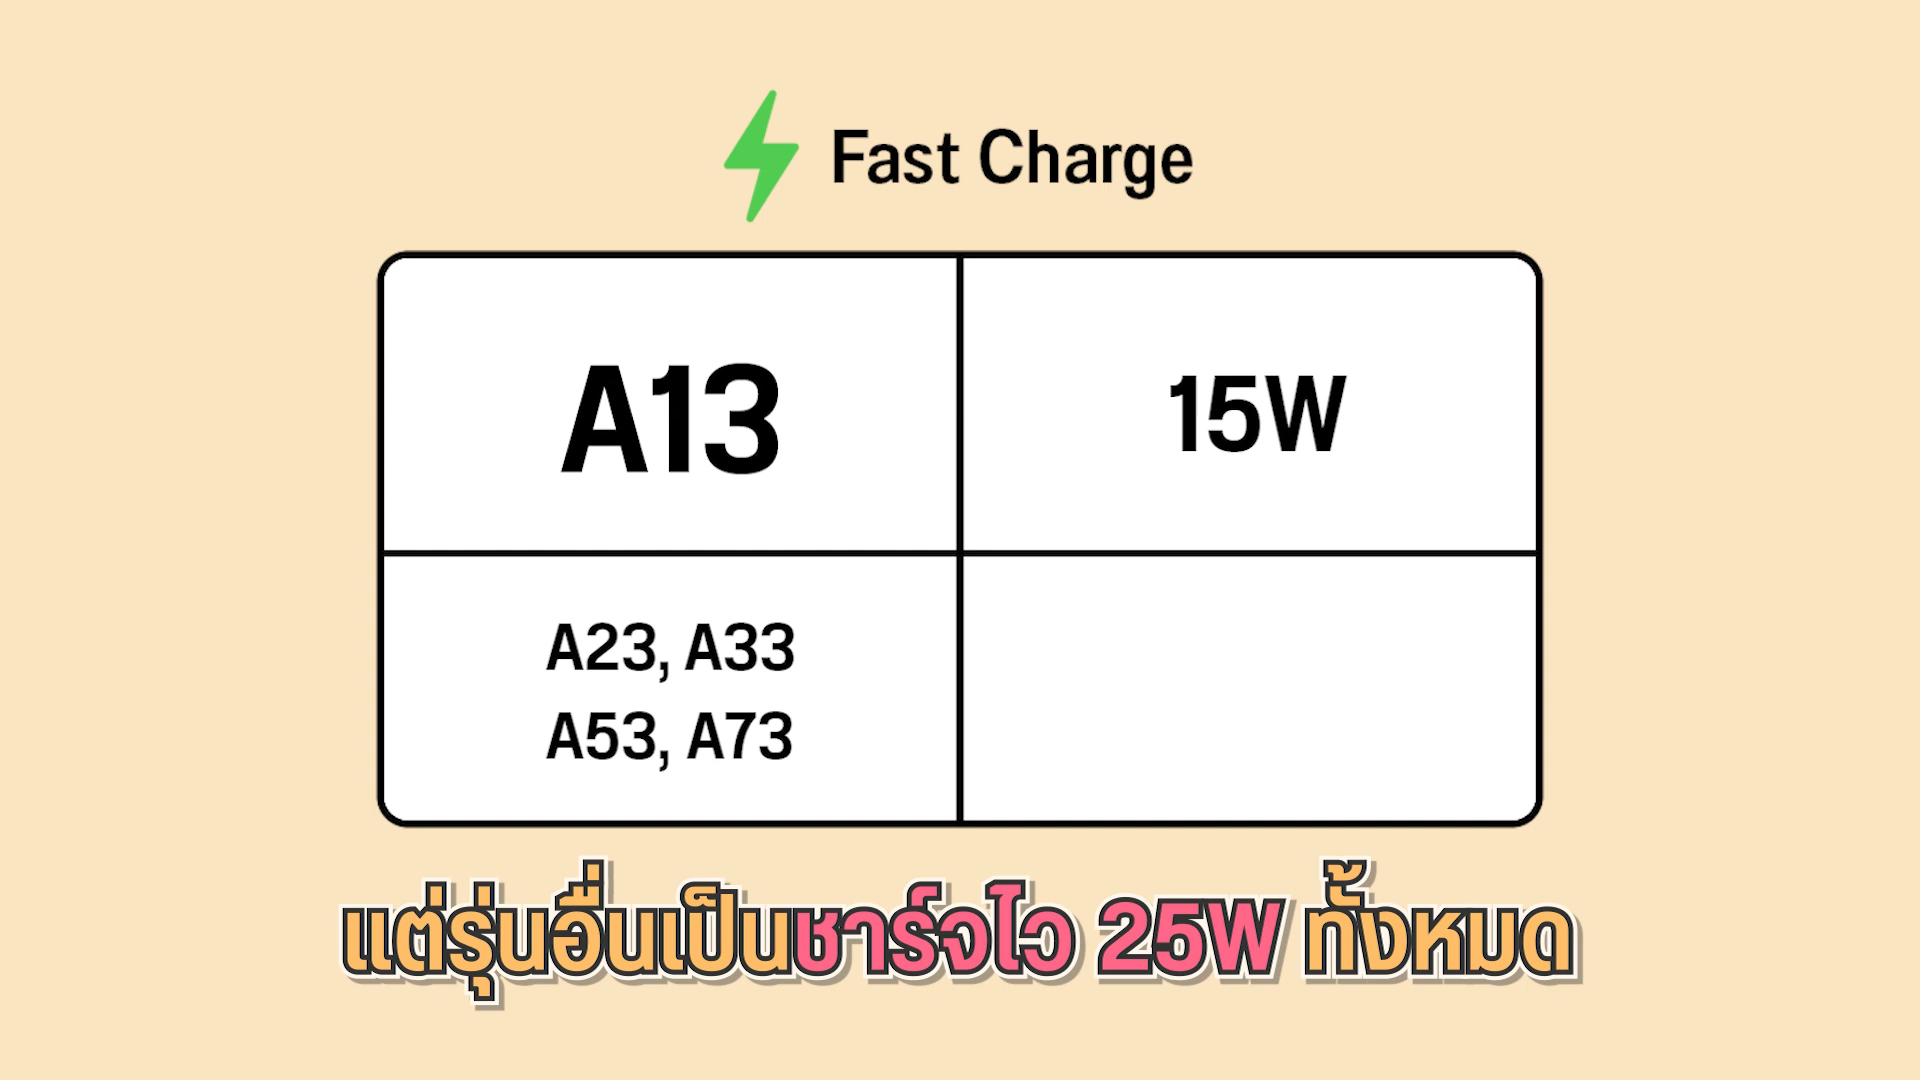 Fast Charge
A13
15W
A23, A33
A53, A73
แต่รุ่นอื่นเป็นชาร์จไว 25W ทั้งหมด